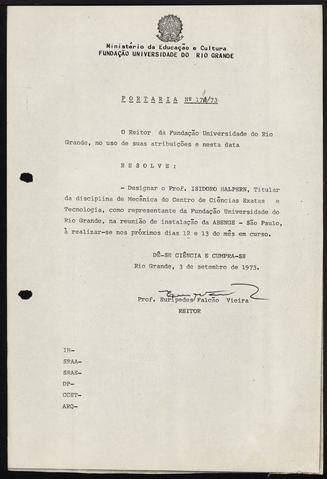 Ministério da Educação e Cultura
FUNDAÇÃO UNIVERSIDADE DO RIO GRANDE
PORTARIA Nº /73
O Reitor da Fundação Universidade do Rio
Grande, no uso de suas atribuições e nesta data
RESOLVE:
- Designar o Prof. ISIDORO HALPERN, Titular
da disciplina de Mecânica do Centro de Ciências Exatas e
Tecnologia, como representante da Fundação Universidade do
Rio Grande, na reunião de instalação da ABENGE - São Paulo,
à realizar-se nos próximos dias 12 e 13 do mês em curso.
DÊ-SE CIÊNCIA E CUMPRA-SE
Rio Grande, 3 de setembro de 1973.
Prof. Eurípedes Falcão Vieira
REITOR
SRAA-
SRAE-
DP-
CCET-
ARQ-